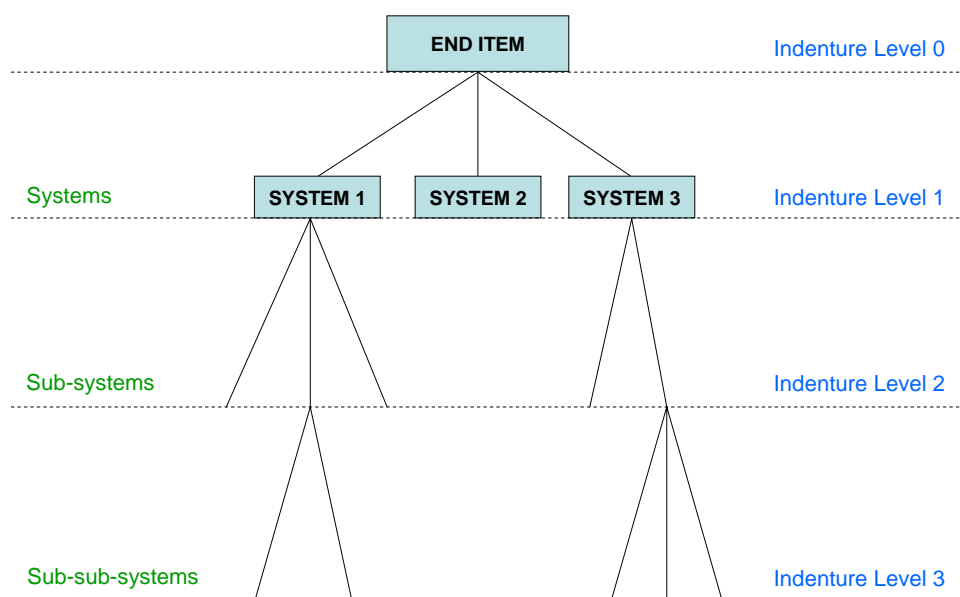 END ITEM
Indenture Level 0
Systems
SYSTEM 1
SYSTEM 2
SYSTEM 3
Indenture Level 1
Sub-systems
Indenture Level 2
Sub-sub-systems
Indenture Level 3